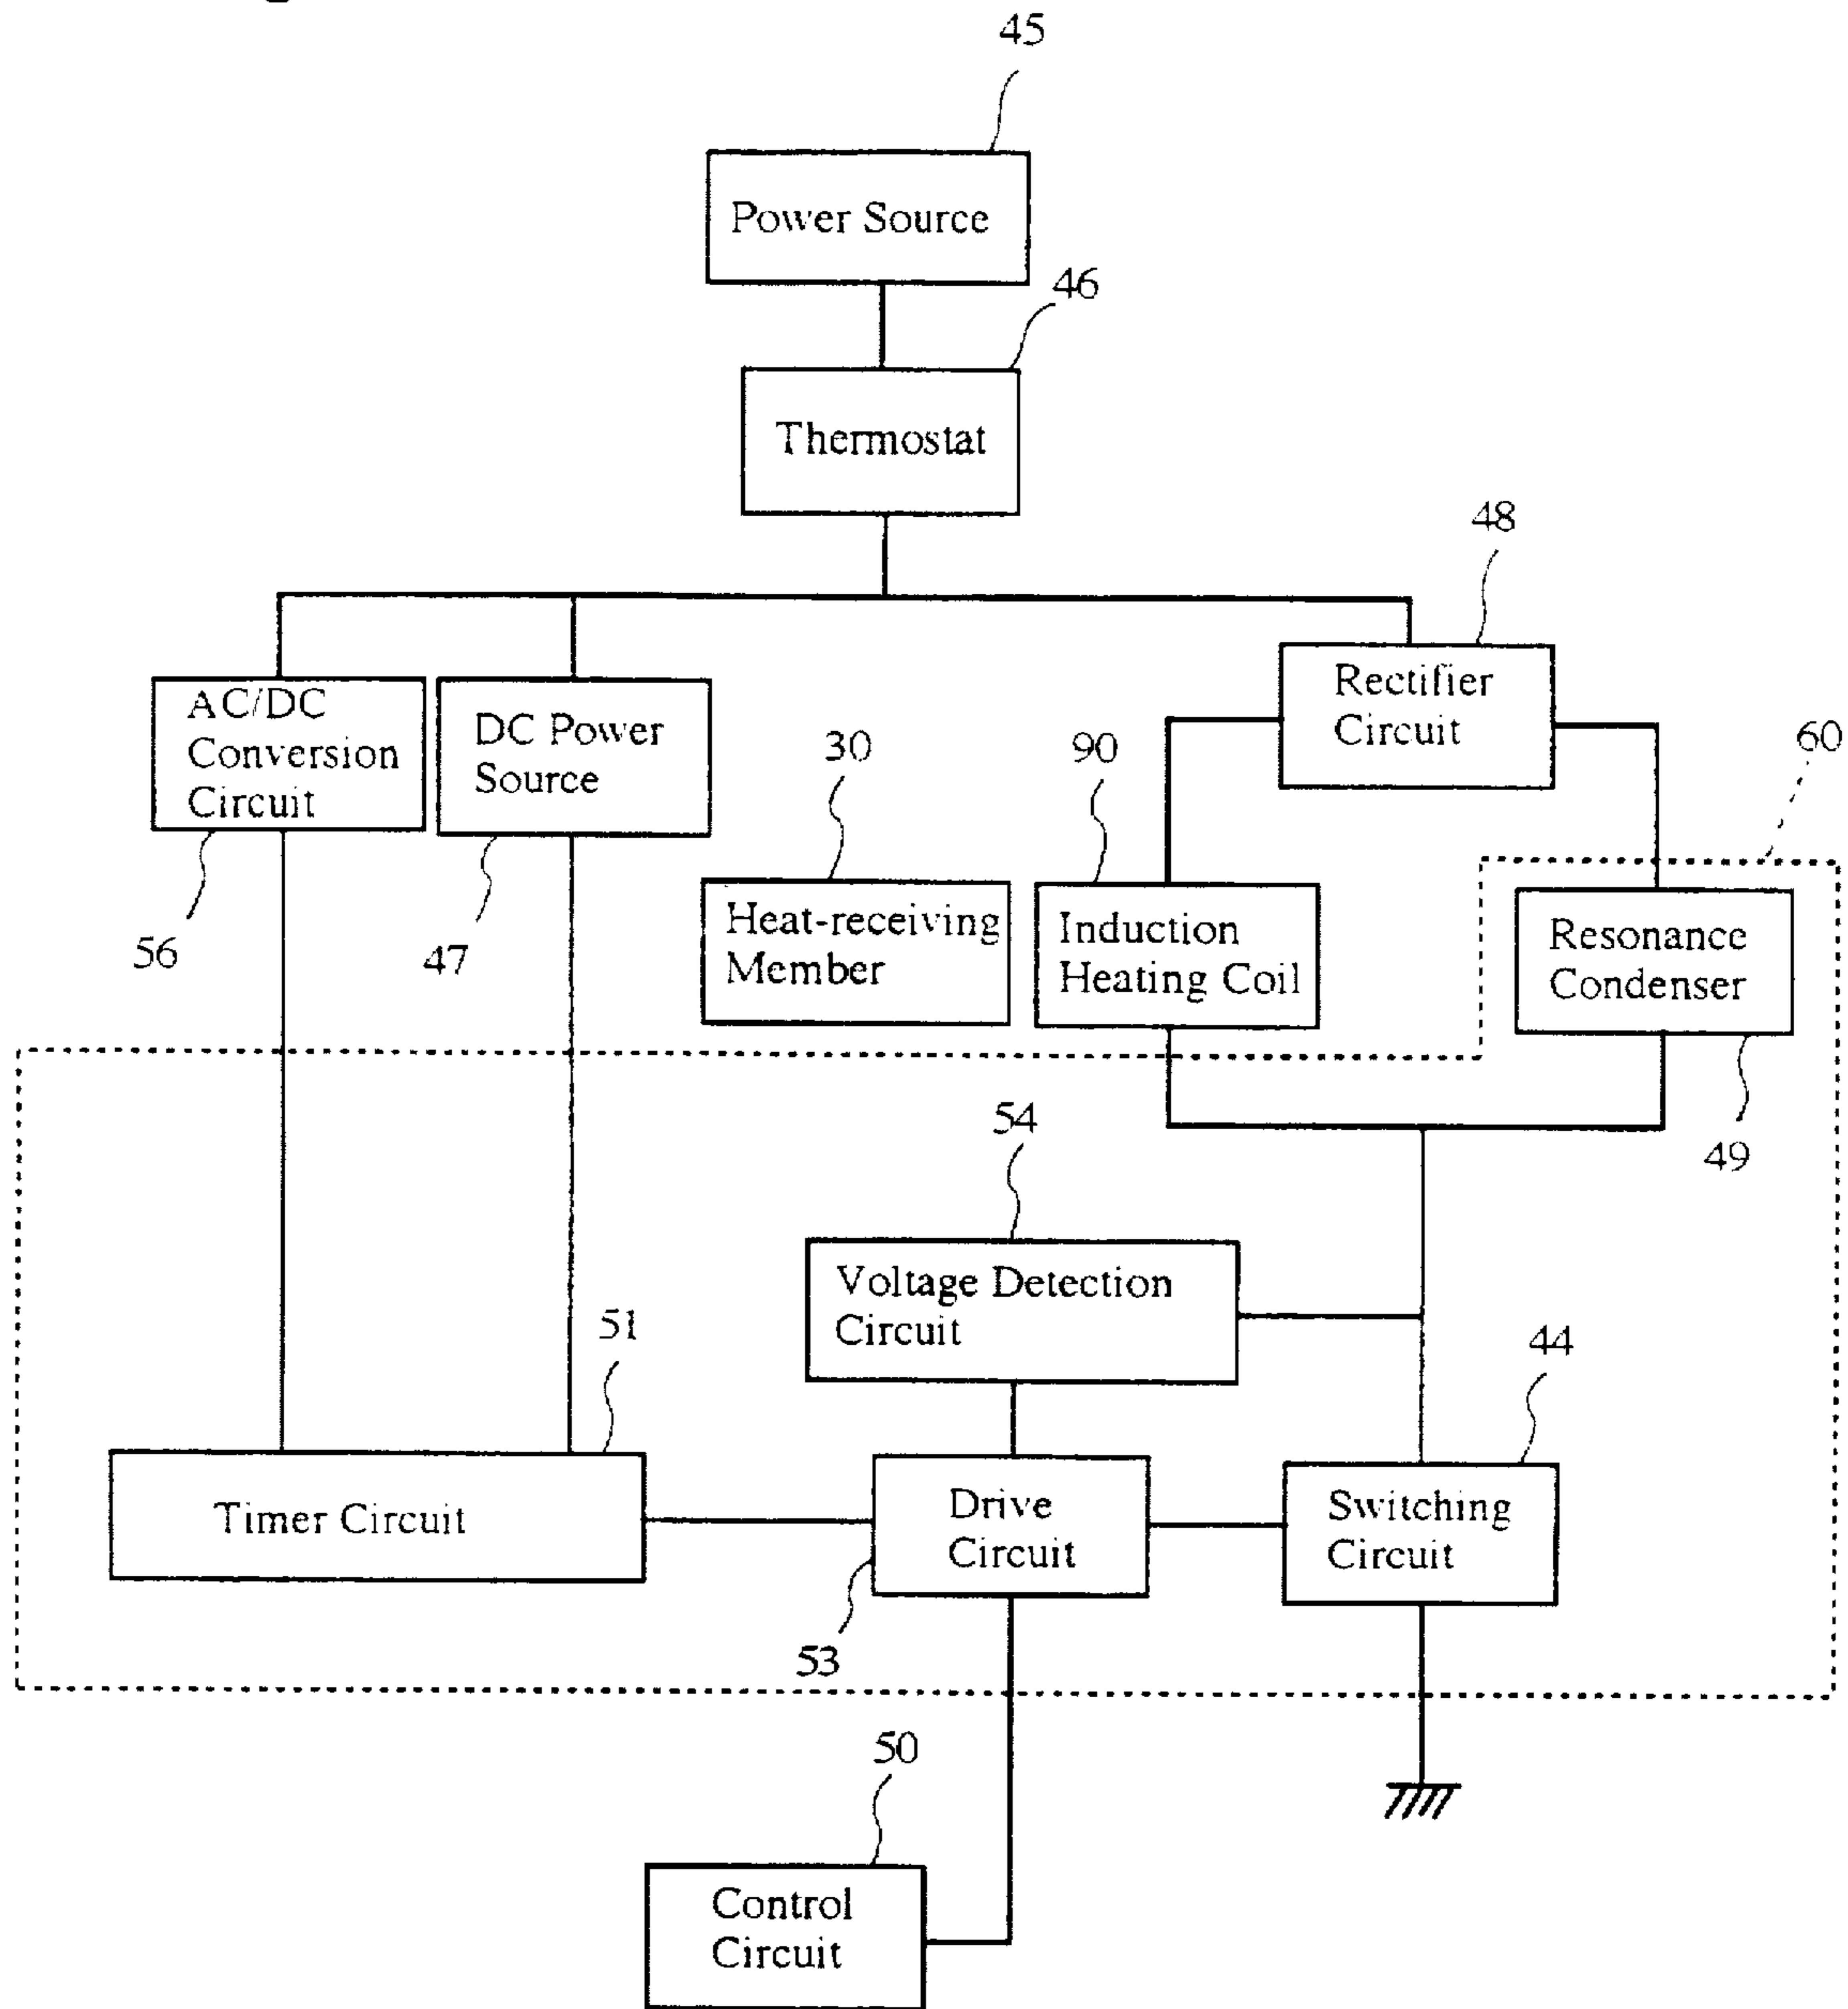 45
Power Source
46
Thermostat
48
AC/DC
Conversion
Circuit
DC Power
Source
Rectifier
Circuit
30
90
60
56
47
Heat-receiving
Member
Induction
Heating Coil
Resonance
Condenser
49
54
Voltage Detection
Circuit
51
44
Timer Circuit
Drive
Circuit
Switching
Circuit
53
50
Control
Circuit